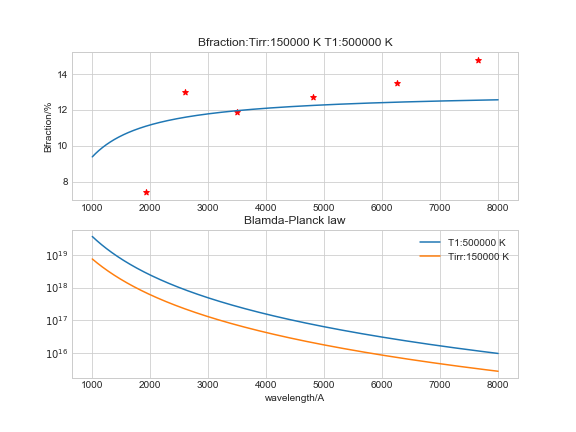 Bfraction:Tirr:150000 K T1:500000 K
14
12
10
8
Bfraction/%
1000 2000 3000 4000 5000 6000 7000 8000
Blamda-Planck law
T1:500000 K
Tirr:150000 K
10^19
10^18
10^17
10^16
1000 2000 3000 4000 5000 6000 7000 8000
wavelength/A